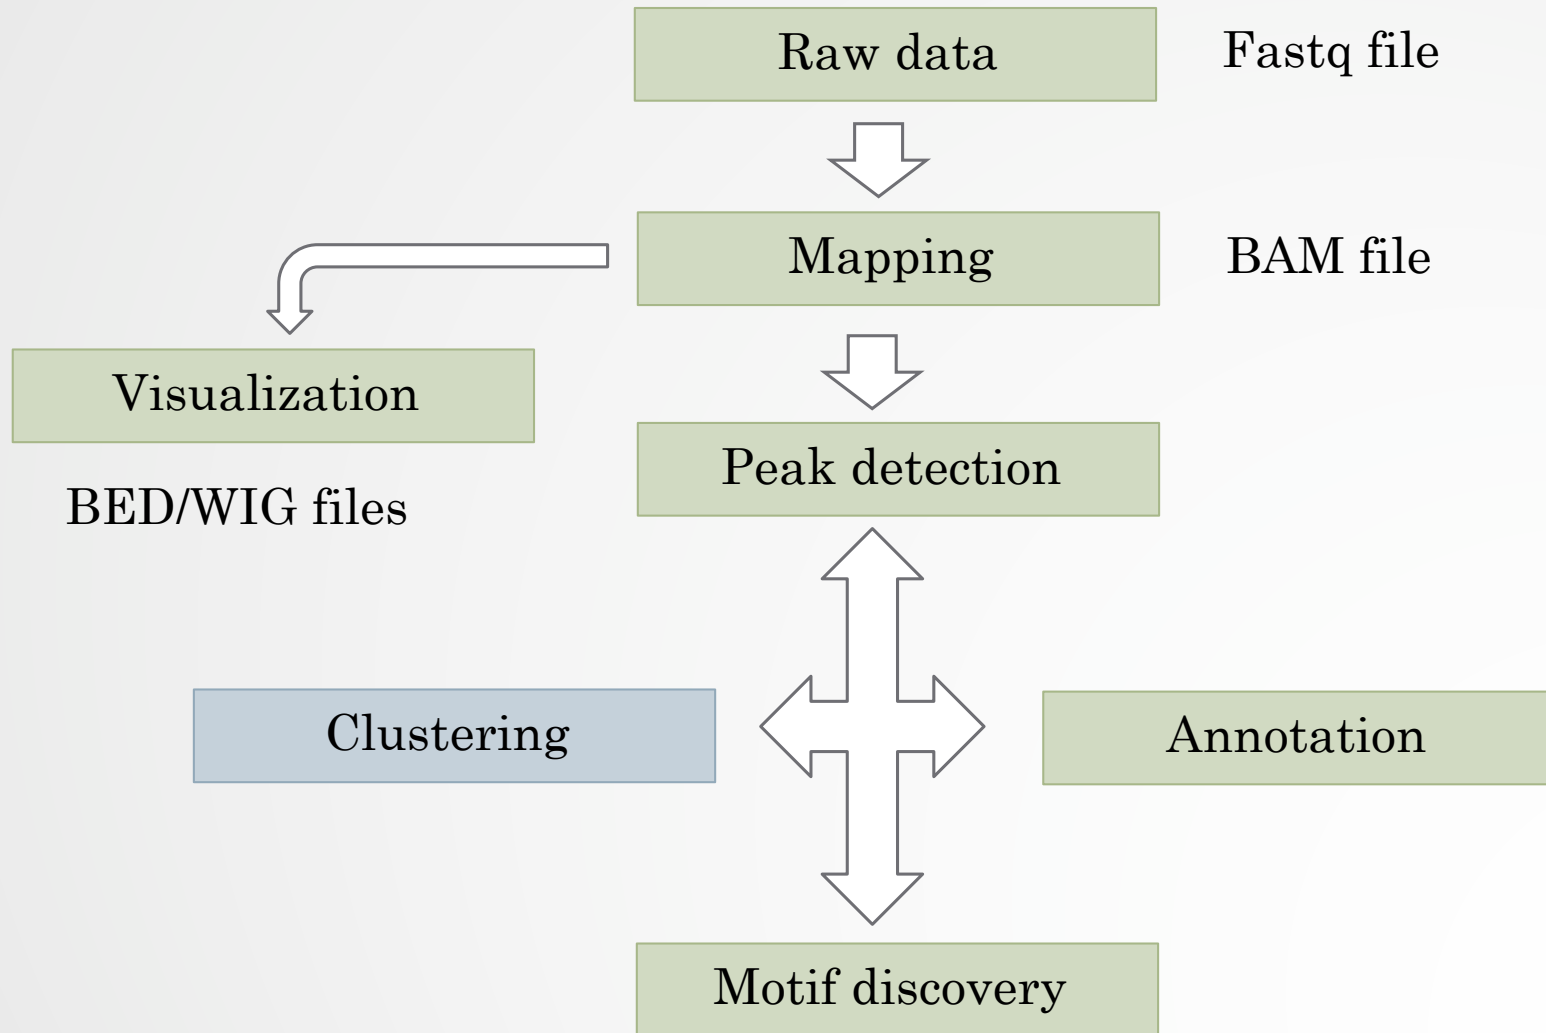 Raw data
Fastq file
Mapping
BAM file
Visualization
BED/WIG files
Peak detection
Clustering
Annotation
Motif discovery